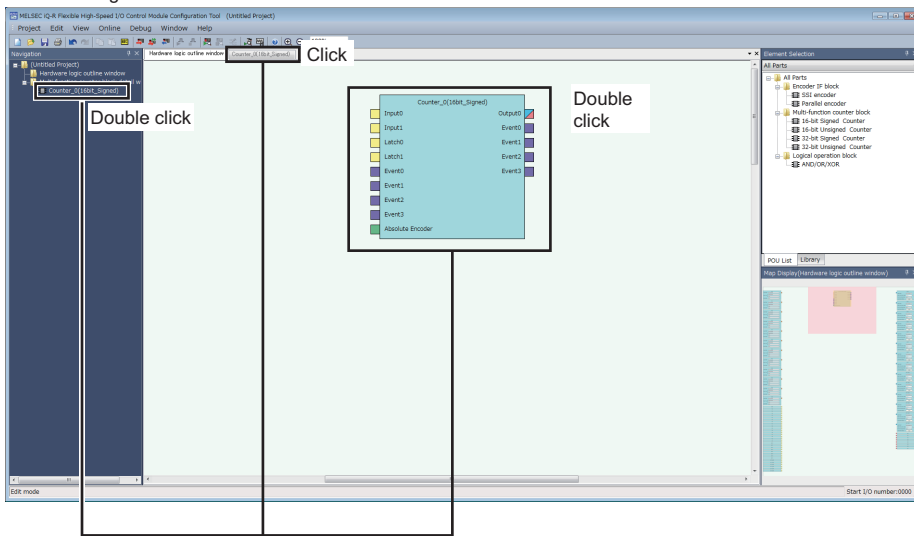 MELSEC iQ-R Flexible High-Speed I/O Control Module Configuration Tool (Untitled Project)
Project Edit View Online Debug Window Help
Navigation
(Untitled Project)
Hardware logic outline window
Counter_0(16bit_Signed)
Double click
Hardware logic outline window
Counter_0(16bit_Signed)
Click
Counter_0(16bit_Signed)
Input0
Input1
Latch0
Latch1
Event0
Event1
Event2
Event3
Absolute Encoder
Output0
Event0
Event1
Event2
Event3
Double
click
Element Selection
All Parts
All Parts
Encoder IF block
SSI encoder
Parallel encoder
Multi-function counter block
16-bit Signed Counter
16-bit Unsigned Counter
32-bit Signed Counter
32-bit Unsigned Counter
Logical operation block
AND/OR/XOR
POU List Library
Map Display(Hardware logic outline window)
Edit mode
Start I/O number:0000